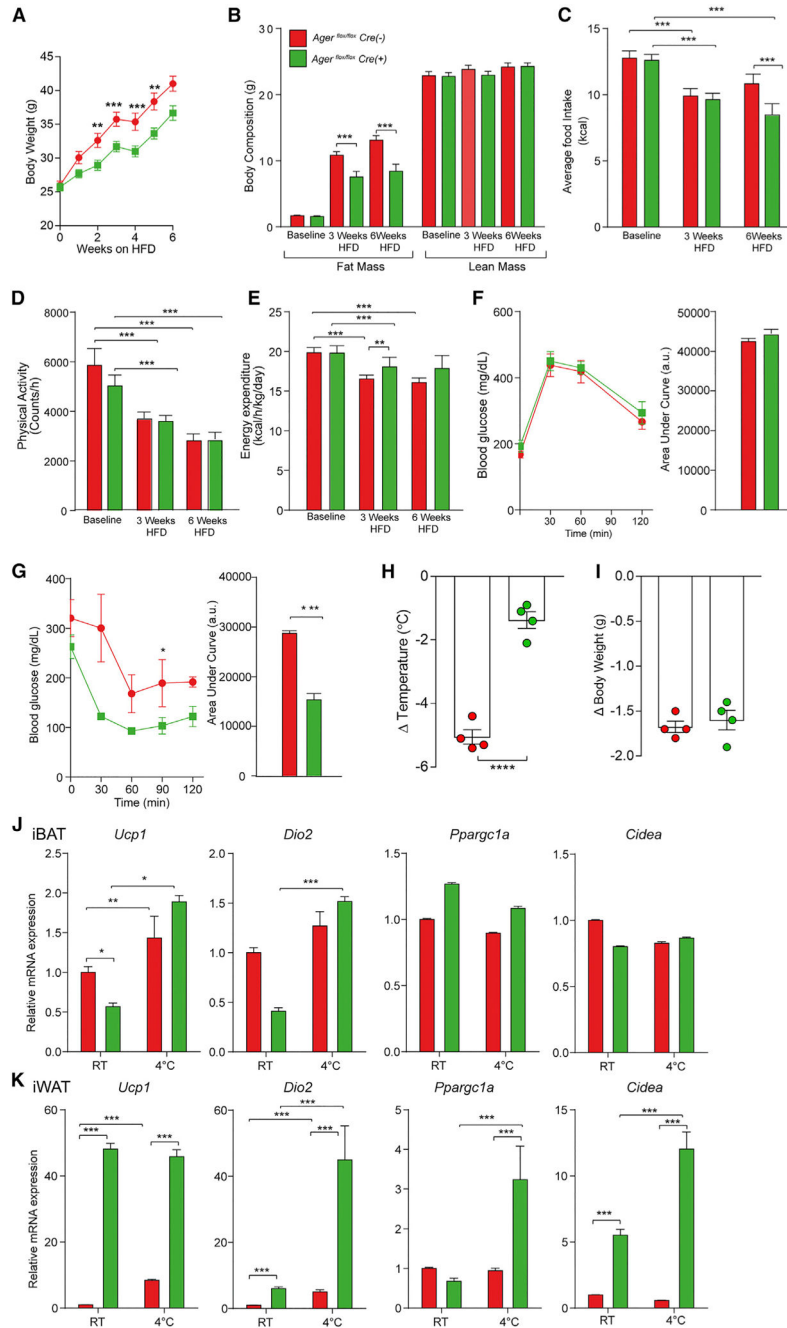 A
Body Weight (g)
45
40
35
30
25
20
** *** *** **
0 2 4 6
Weeks on HFD
B
Ager flox/flox Cre(-)
Ager flox/flox Cre(+)
Body Composition (g)
30
20
10
0
*** ***
Baseline 3 Weeks HFD 6Weeks HFD Baseline 3 Weeks HFD 6Weeks HFD
Fat Mass Lean Mass
C
Average food Intake (kcal)
15
10
5
0
***
*** ***
***
Baseline 3 Weeks HFD 6Weeks HFD
D
Physical Activity (Counts/h)
8000
6000
4000
2000
0
***
***
***
***
Baseline 3 Weeks HFD 6 Weeks HFD
E
Energy expenditure (kcal/h/kg/day)
25
20
15
10
5
0
***
***
*** **
Baseline 3 Weeks HFD 6 Weeks HFD
F
Blood glucose (mg/dL)
600
400
200
0
30 60 90 120
Time (min)
Area Under Curve (a.u.)
50000
40000
30000
20000
10000
0
G
Blood glucose (mg/dL)
400
300
200
100
0
*
0 30 60 90 120
Time (min)
Area Under Curve (a.u.)
40000
30000
20000
10000
0
* **
H
Δ Temperature (°C)
0
-2
-4
-6
****
I
Δ Body Weight (g)
0.0
-0.5
-1.0
-1.5
-2.0
J
iBAT
Ucp1
Relative mRNA expression
2.5
2.0
1.5
1.0
0.5
0
*
**
*
RT 4°C
Dio2
2.0
1.5
1.0
0.5
0.0
***
RT 4°C
Ppargc1a
1.5
1.0
0.5
0.0
RT 4°C
Cidea
1.5
1.0
0.5
0.0
RT 4°C
K
iWAT
Ucp1
Relative mRNA expression
60
40
20
0
***
*** ***
RT 4°C
Dio2
60
40
20
0
***
***
***
***
RT 4°C
Ppargc1a
5
4
3
2
1
0
***
***
RT 4°C
Cidea
15
10
5
0
***
***
***
RT 4°C